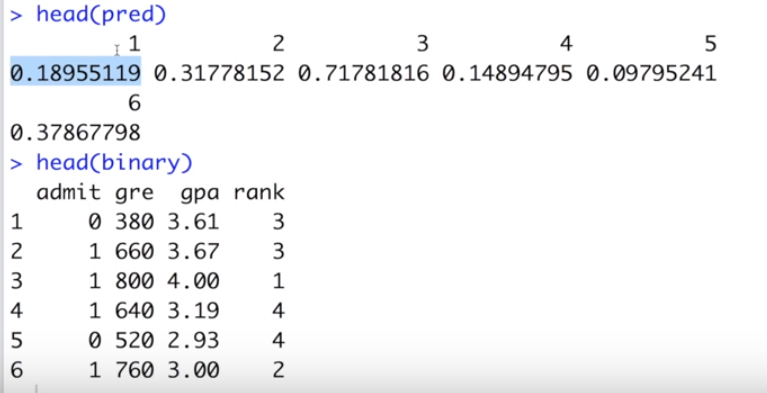 > head(pred)
1 2 3 4 5
0.18955119 0.31778152 0.71781816 0.14894795 0.09795241
6
0.37867798
> head(binary)
admit gre gpa rank
1 0 380 3.61 3
2 1 660 3.67 3
3 1 800 4.00 1
4 1 640 3.19 4
5 0 520 2.93 4
6 1 760 3.00 2